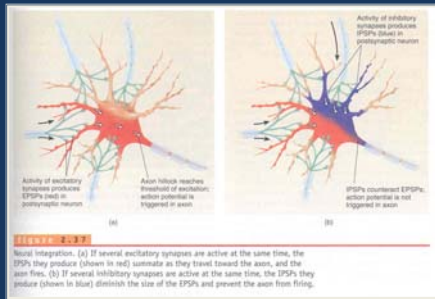 Activity of inhibitory
synapses produces
IPSPs (blue) in
postsynaptic neuron
Activity of excitatory
synapses produces
EPSPs (red) in
postsynaptic neuron
Axon hillock reaches
threshold of excitation;
action potential is
triggered in axon
IPSPs counteract EPSPs;
action potential is not
triggered in axon
(a)
(b)
figure 2.37
Neural integration. (a) If several excitatory synapses are active at the same time, the
IPSPs they produce (shown in red) summate as they travel toward the axon, and the
axon fires. (b) If several inhibitory synapses are active at the same time, the IPSPs they
produce (shown in blue) diminish the size of the EPSPs and prevent the axon from firing.